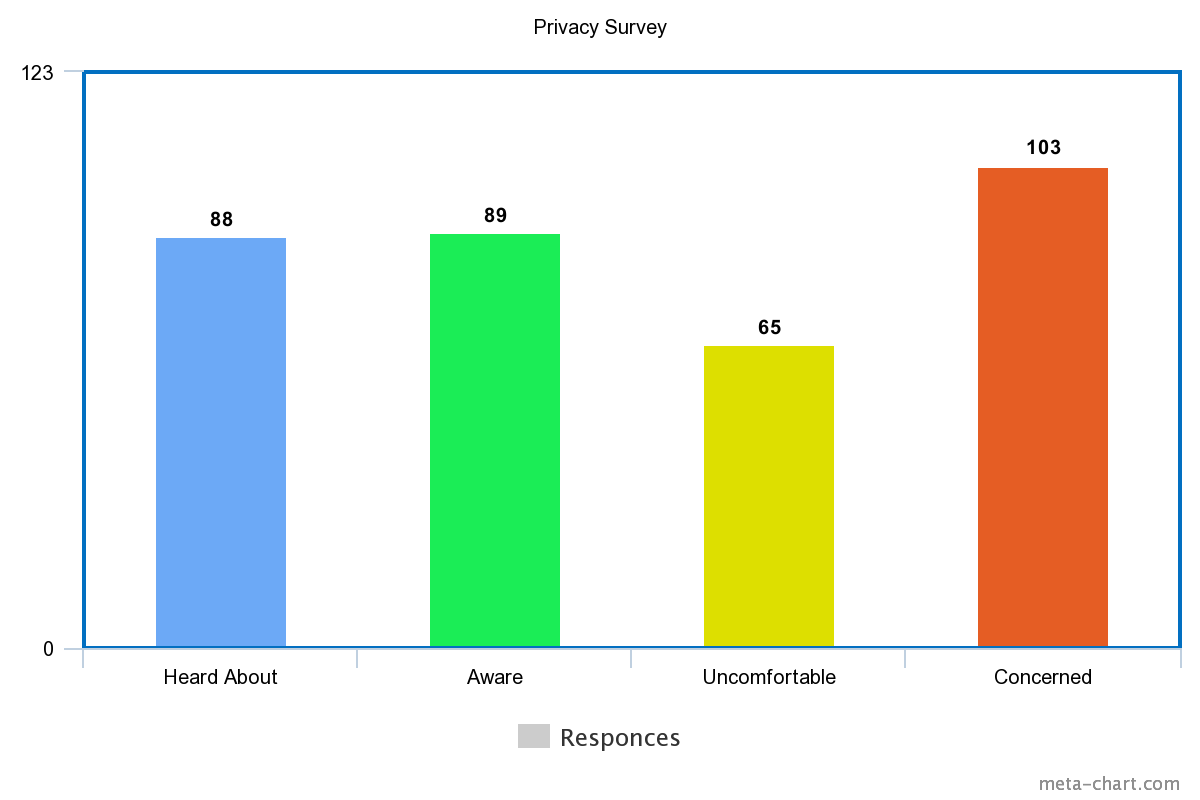 Privacy Survey
123
88
89
65
103
0
Heard About
Aware
Uncomfortable
Concerned
Responces
meta-chart.com